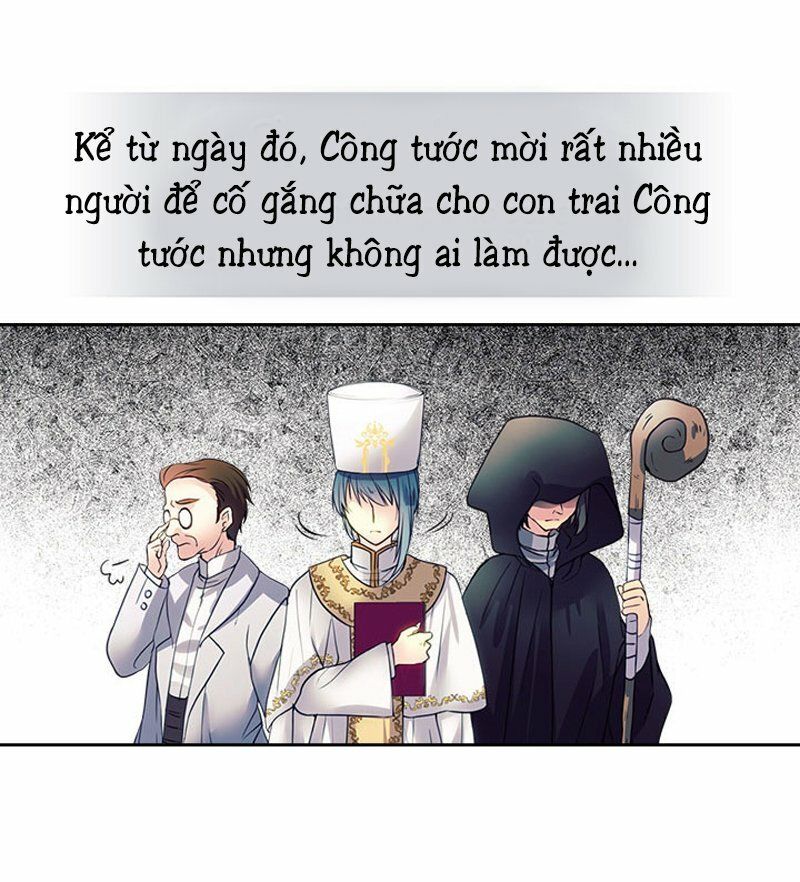 Kể từ ngày đó, Công tước mời rất nhiều
người để cố gắng chữa cho con trai Công
tước nhưng không ai làm được...